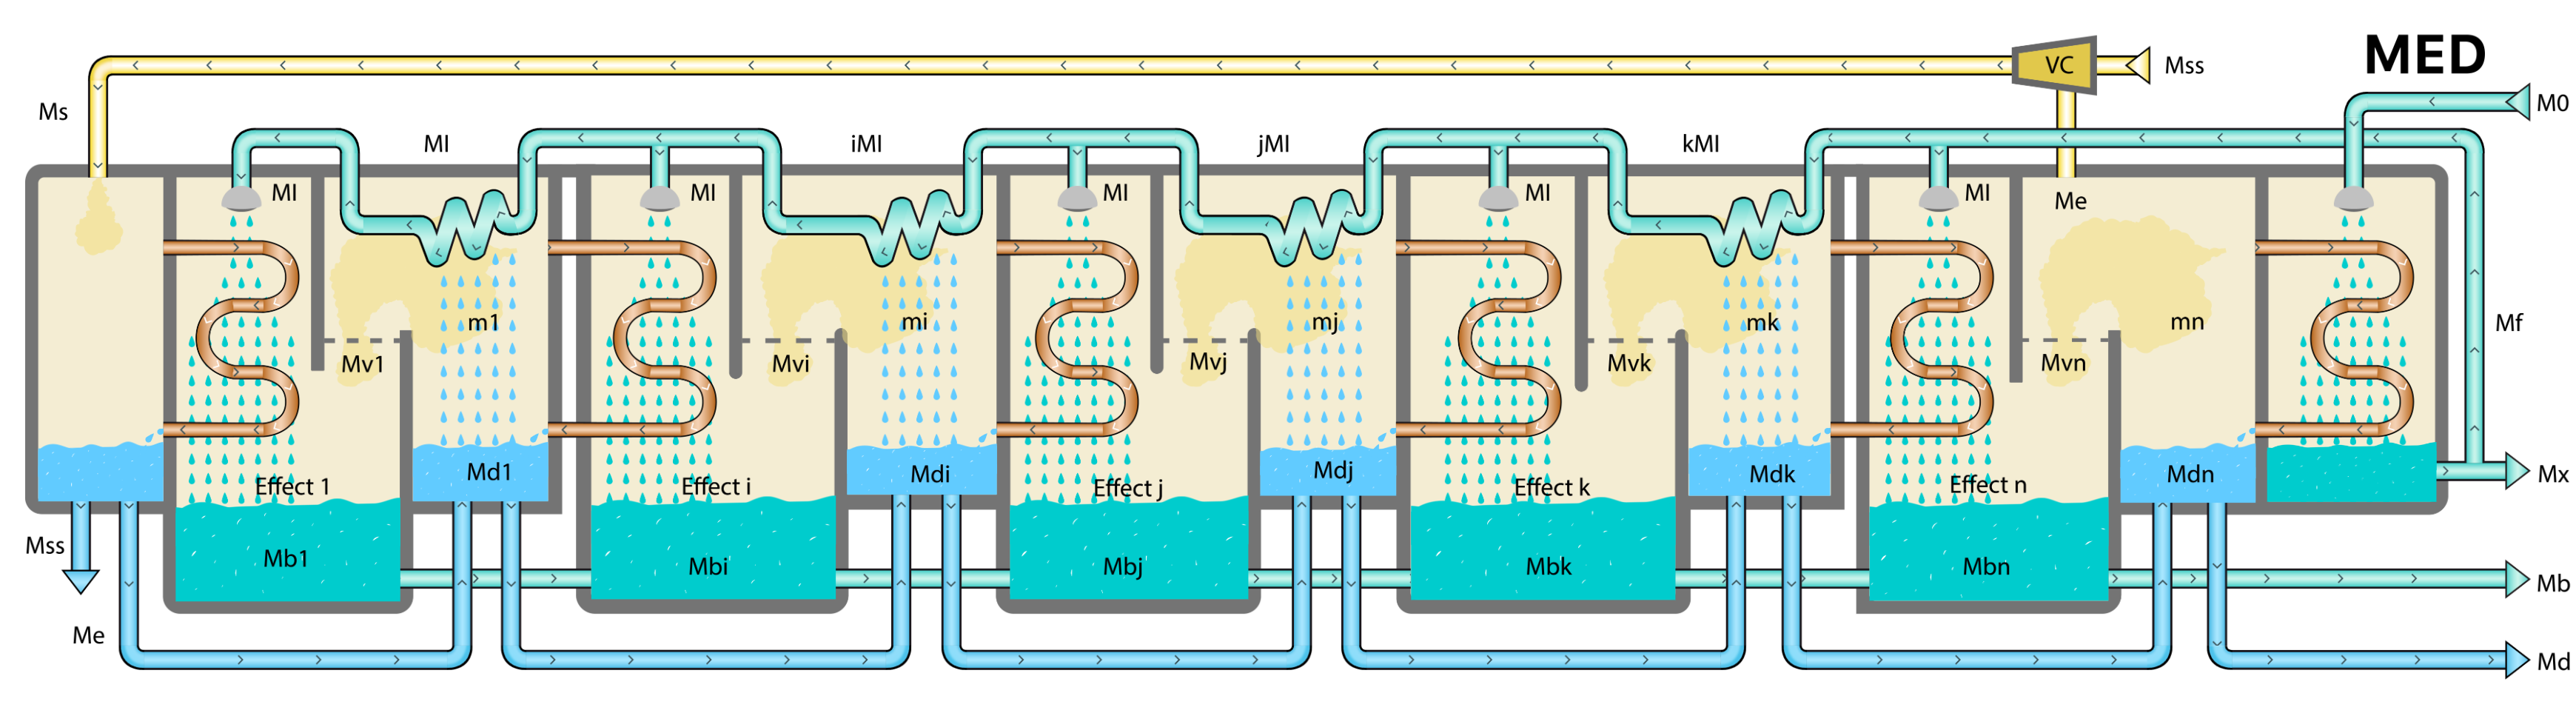 MED
VC
Mss
M0
Ms
Ml
iMl
jMl
kMl
Ml
Ml
Ml
Ml
Ml
Me
m1
mi
mj
mk
mn
Mf
Mv1
Mvi
Mvj
Mvk
Mvn
Md1
Mdi
Mdj
Mdk
Mdn
Mx
Effect 1
Effect i
Effect j
Effect k
Effect n
Mss
Mb1
Mbi
Mbj
Mbk
Mbn
Mb
Me
Md